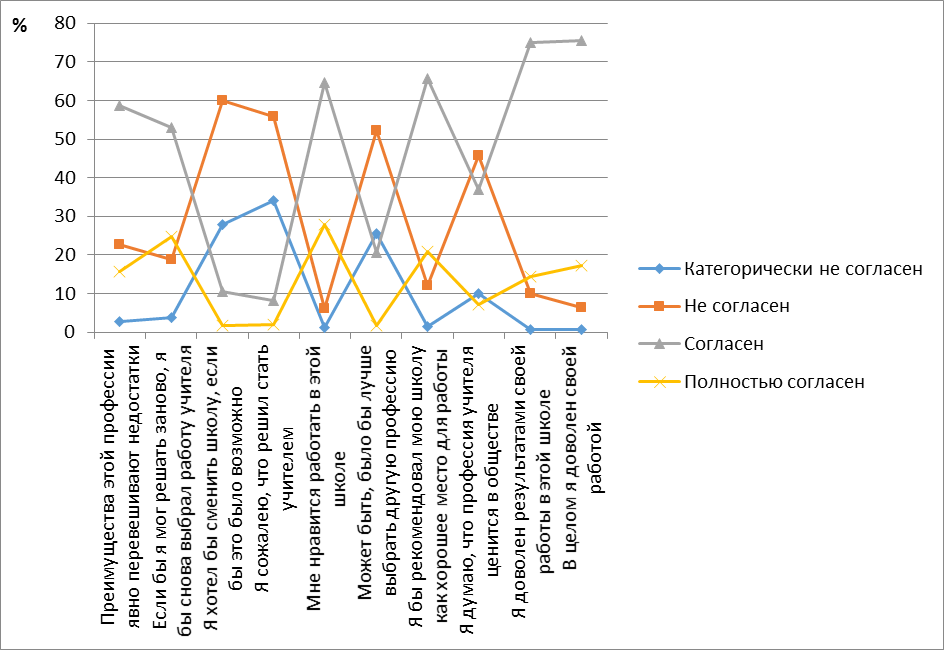 %
80
70
60
50
40
30
20
10
0
Преимущества этой профессии
явно перевешивают недостатки
Если бы я мог решать заново, я
бы снова выбрал работу учителя
Я хотел бы сменить школу, если
бы это было возможно
Я сожалею, что решил стать
учителем
Мне нравится работать в этой
школе
Может быть, было бы лучше
выбрать другую профессию
Я бы рекомендовал мою школу
как хорошее место для работы
Я думаю, что профессия учителя
ценится в обществе
Я доволен результатами своей
работы в этой школе
В целом я доволен своей
работой
Категорически не согласен
Не согласен
Согласен
Полностью согласен